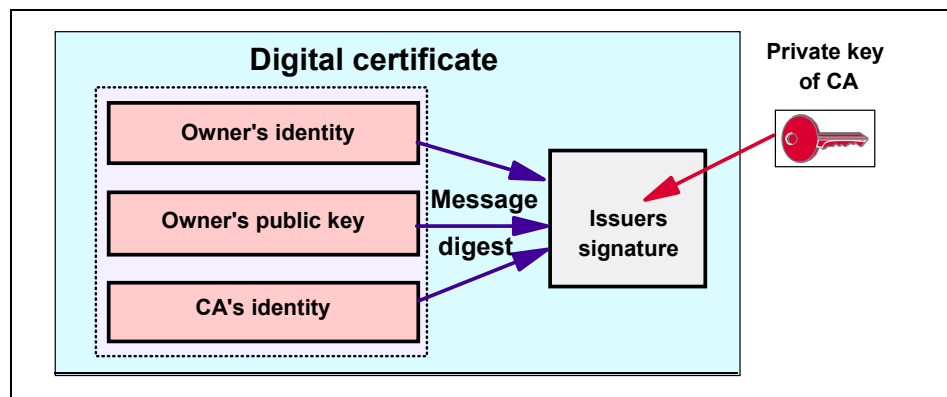 Digital certificate
Private key
of CA
Owner's identity
Owner's public key
CA's identity
Message
digest
Issuers
signature